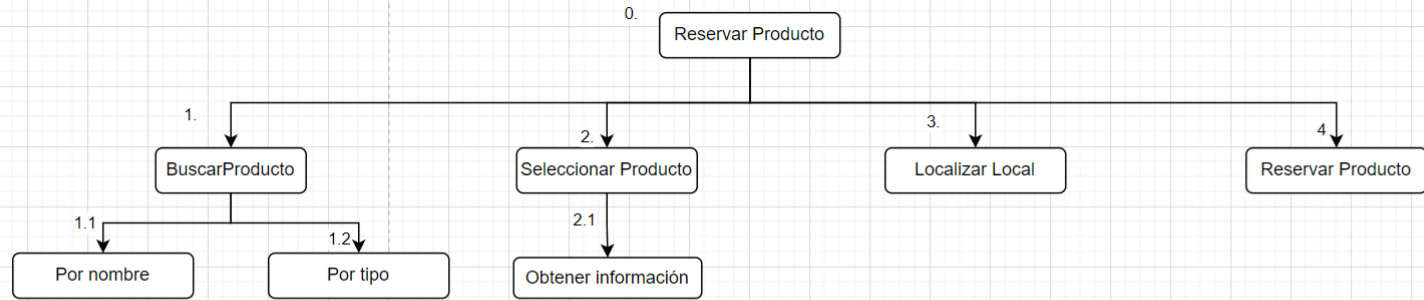 0.
Reservar Producto
1.
2.
3.
4
BuscarProducto
Seleccionar Producto
Localizar Local
Reservar Producto
1.1
1.2
2.1
Por nombre
Por tipo
Obtener información